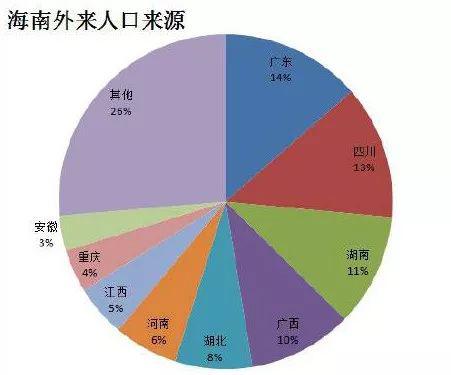 海南外来人口来源
广东
14%
四川
13%
湖南
11%
广西
10%
湖北
8%
河南
6%
江西
5%
重庆
4%
安徽
3%
其他
26%